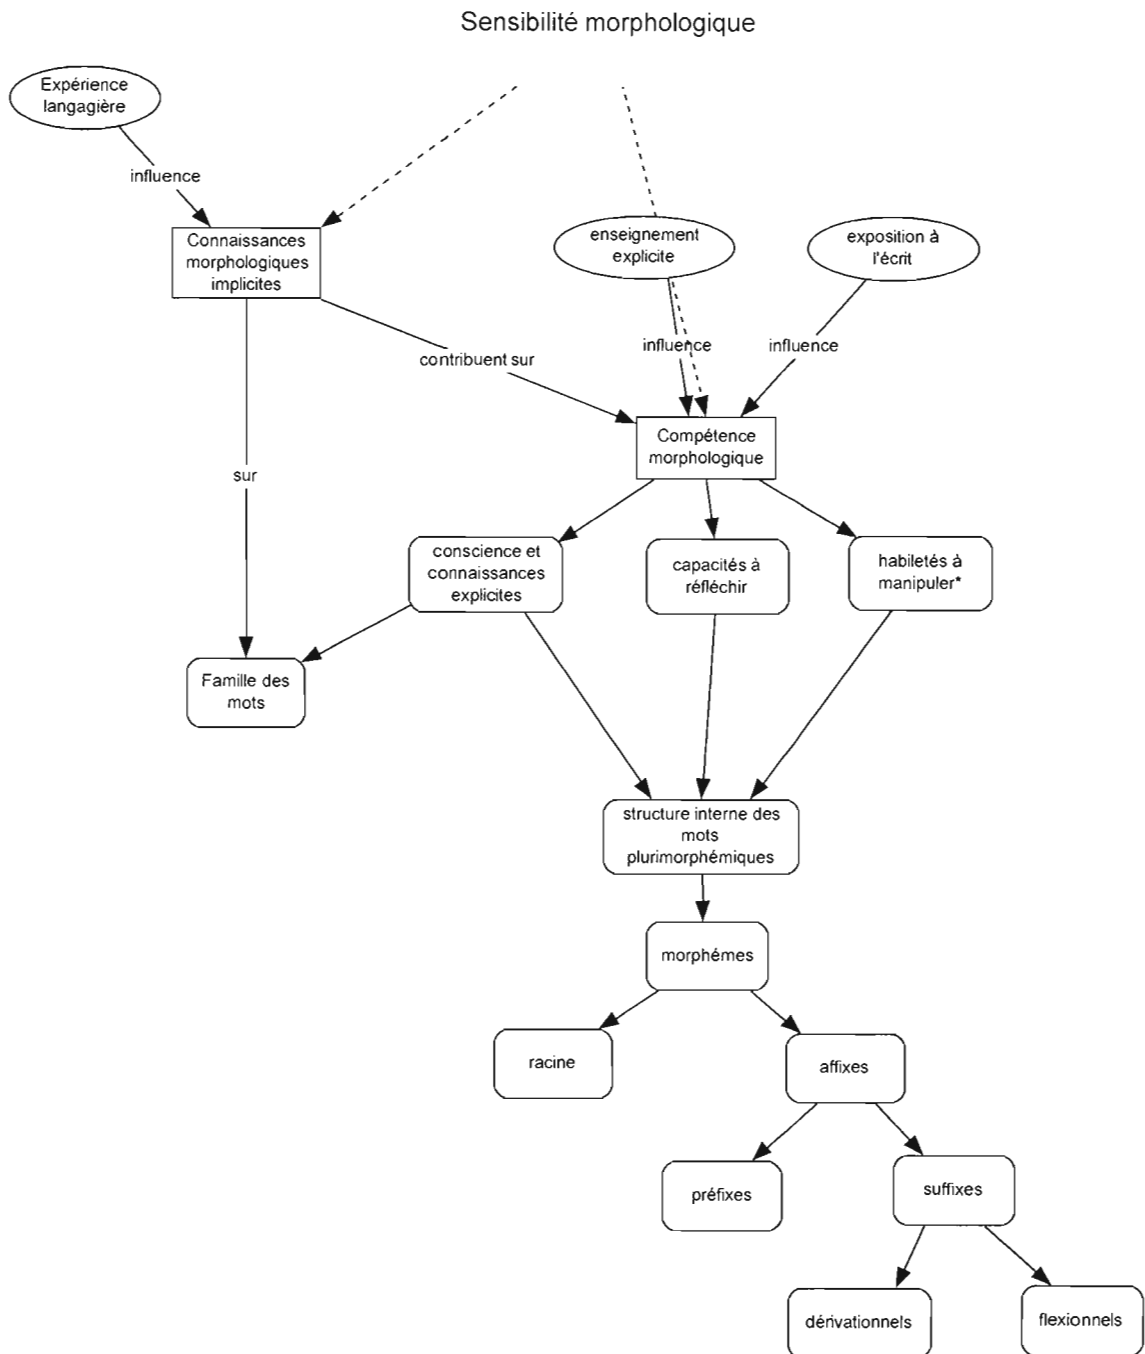 Sensibilité morphologique
Expérience
langagière
influence
Connaissances
morphologiques
implicites
enseignement
explicite
exposition à
l'écrit
influence
influence
contribuent sur
Compétence
morphologique
sur
conscience et
connaissances
explicites
capacités à
réfléchir
habiletés à
manipuler*
Famille des
mots
structure interne des
mots
plurimorphémiques
morphémes
racine
affixes
préfixes
suffixes
dérivationnels
flexionnels